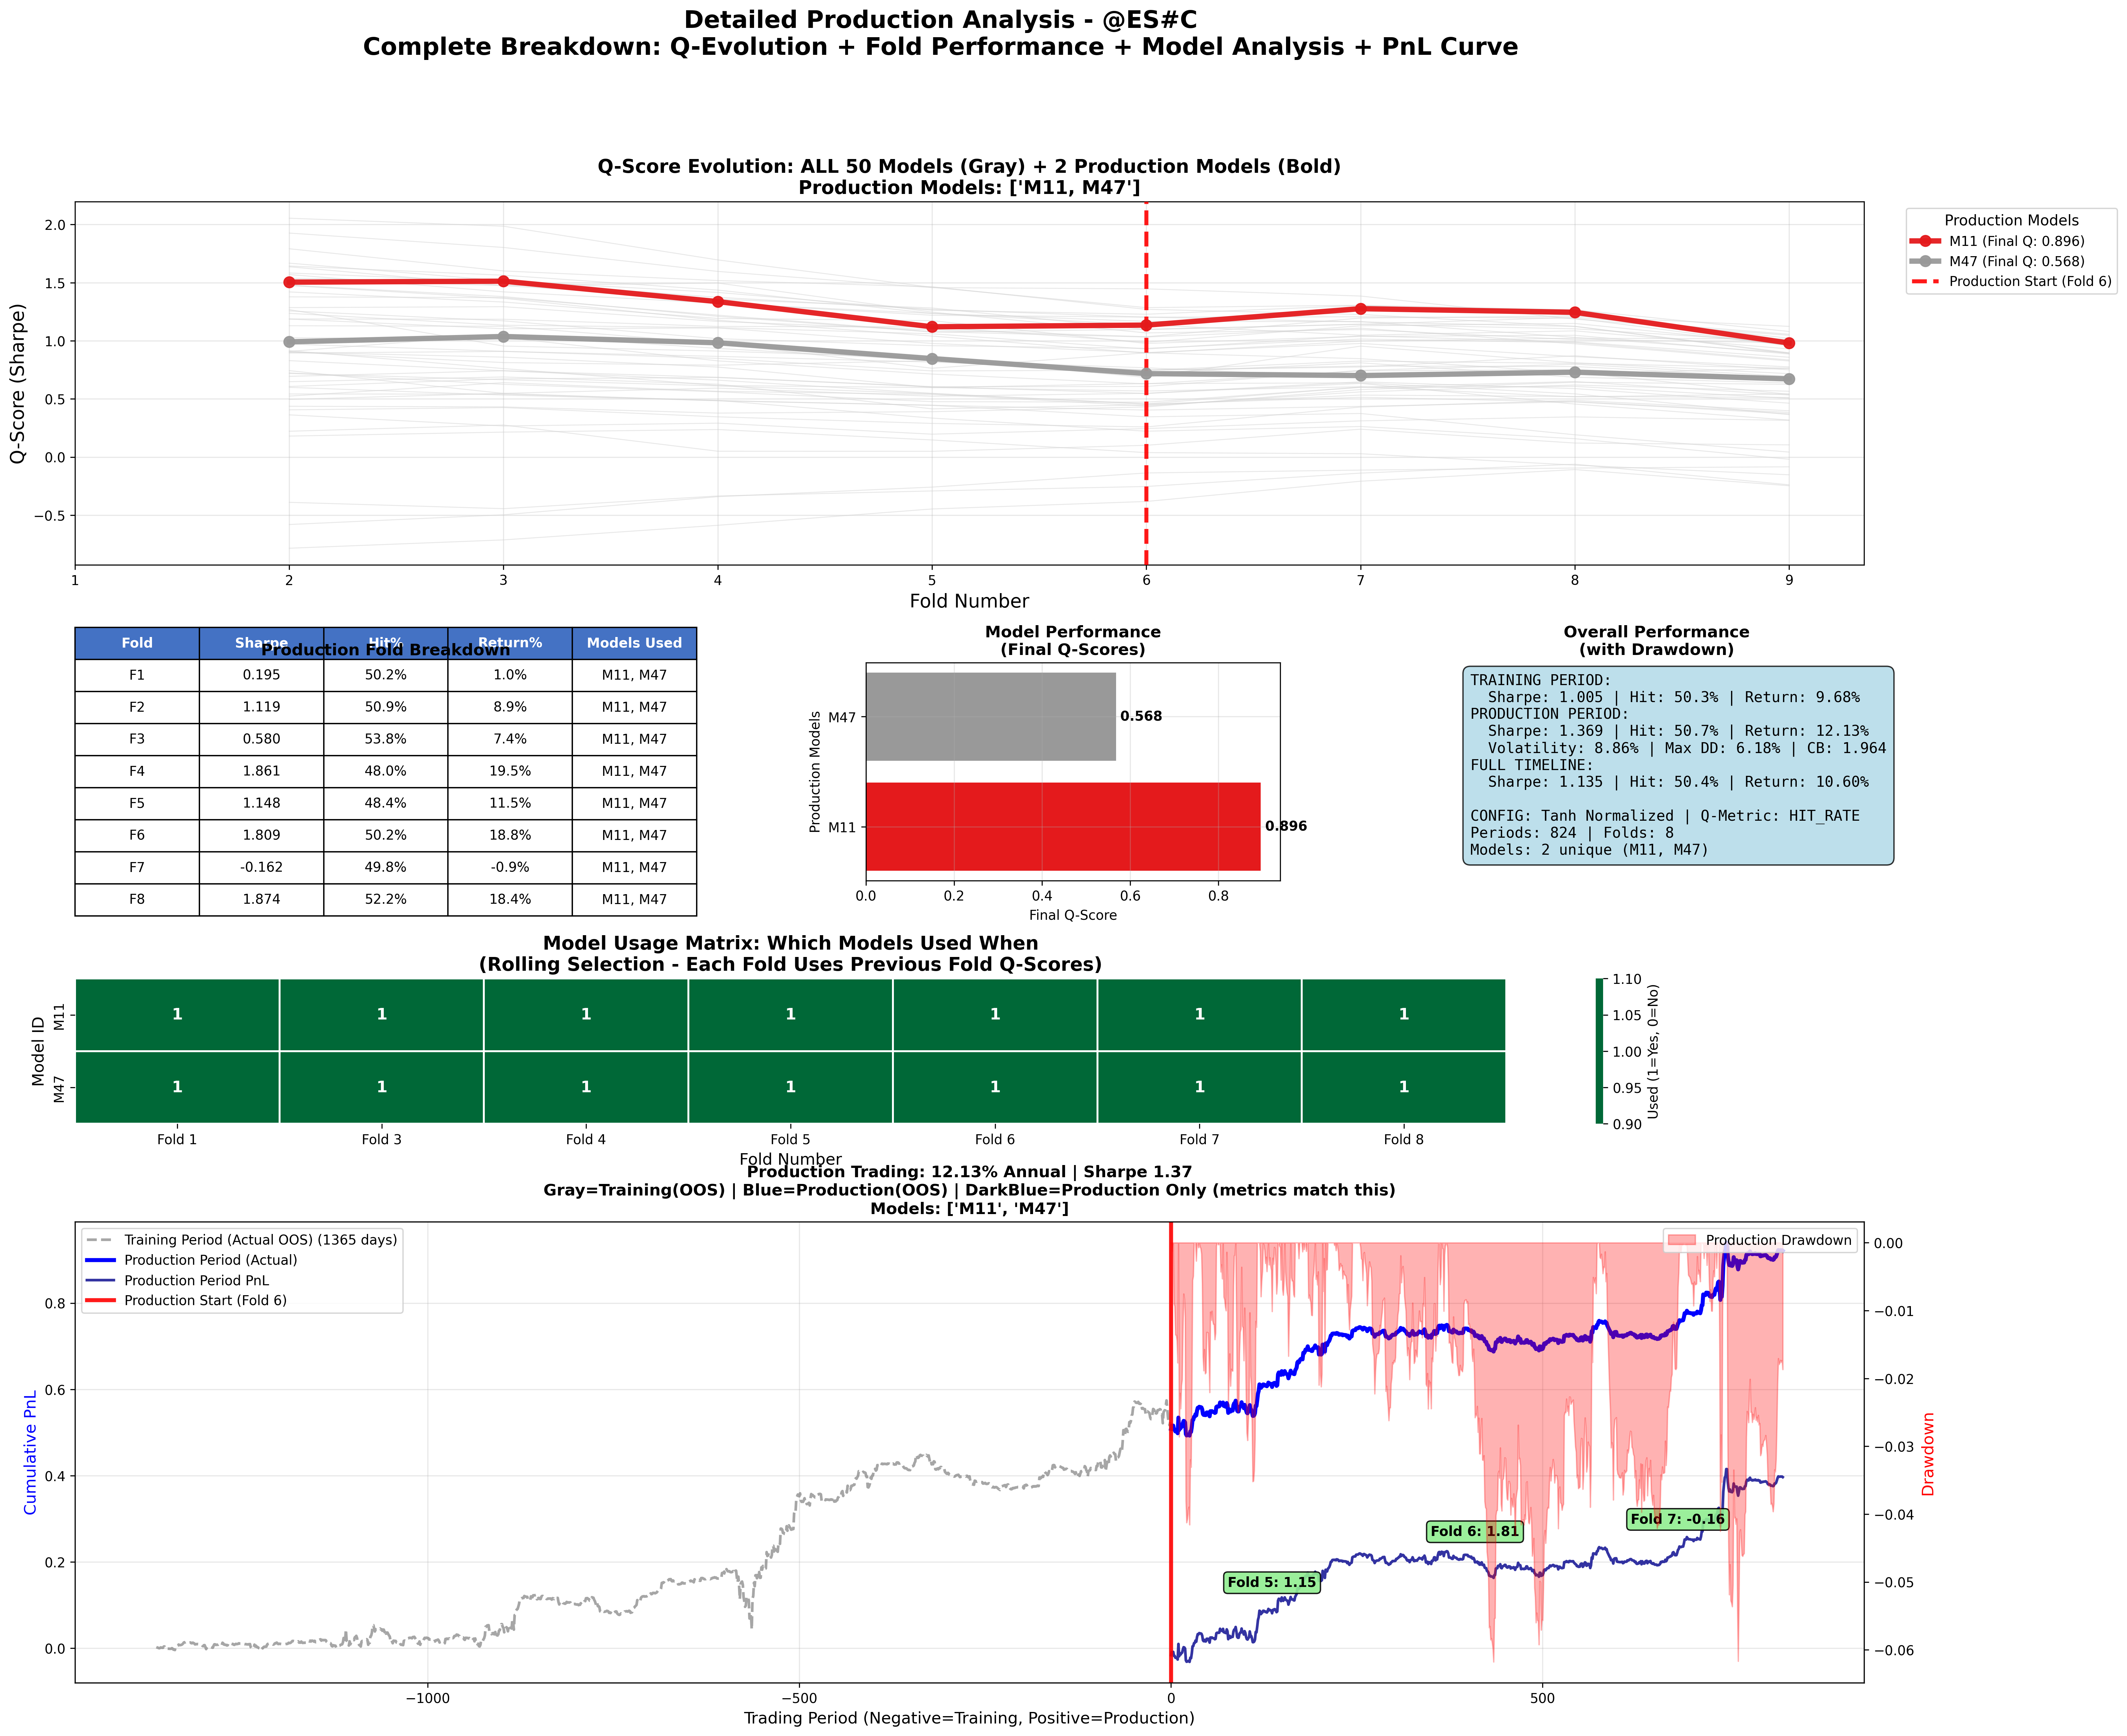 Detailed Production Analysis - @ES#C
Complete Breakdown: Q-Evolution + Fold Performance + Model Analysis + PnL Curve
Q-Score Evolution: ALL 50 Models (Gray) + 2 Production Models (Bold)
Production Models: ['M11, M47']
Q-Score (Sharpe)
2.0
1.5
1.0
0.5
0.0
−0.5
1 2 3 4 5 6 7 8 9
Fold Number
Production Models
M11 (Final Q: 0.896)
M47 (Final Q: 0.568)
Production Start (Fold 6)
Production Fold Breakdown
Fold Sharpe Hit% Return% Models Used
F1 0.195 50.2% 1.0% M11, M47
F2 1.119 50.9% 8.9% M11, M47
F3 0.580 53.8% 7.4% M11, M47
F4 1.861 48.0% 19.5% M11, M47
F5 1.148 48.4% 11.5% M11, M47
F6 1.809 50.2% 18.8% M11, M47
F7 -0.162 49.8% -0.9% M11, M47
F8 1.874 52.2% 18.4% M11, M47
Model Performance
(Final Q-Scores)
Production Models
M47
0.568
M11
0.896
0.0 0.2 0.4 0.6 0.8
Final Q-Score
Overall Performance
(with Drawdown)
TRAINING PERIOD:
Sharpe: 1.005 | Hit: 50.3% | Return: 9.68%
PRODUCTION PERIOD:
Sharpe: 1.369 | Hit: 50.7% | Return: 12.13%
Volatility: 8.86% | Max DD: 6.18% | CB: 1.964
FULL TIMELINE:
Sharpe: 1.135 | Hit: 50.4% | Return: 10.60%
CONFIG: Tanh Normalized | Q-Metric: HIT_RATE
Periods: 824 | Folds: 8
Models: 2 unique (M11, M47)
Model Usage Matrix: Which Models Used When
(Rolling Selection - Each Fold Uses Previous Fold Q-Scores)
Model ID
M11
1 1 1 1 1 1 1
M47
1 1 1 1 1 1 1
Fold 1 Fold 3 Fold 4 Fold 5 Fold 6 Fold 7 Fold 8
Fold Number
1.10
1.05
1.00
0.95
0.90
Used (1=Yes, 0=No)
Production Trading: 12.13% Annual | Sharpe 1.37
Gray=Training(OOS) | Blue=Production(OOS) | DarkBlue=Production Only (metrics match this)
Models: ['M11', 'M47']
Training Period (Actual OOS) (1365 days)
Production Period (Actual)
Production Period PnL
Production Start (Fold 6)
Production Drawdown
Cumulative PnL
0.8
0.6
0.4
0.2
0.0
Fold 5: 1.15
Fold 6: 1.81
Fold 7: -0.16
0.00
−0.01
−0.02
−0.03
−0.04
−0.05
−0.06
Drawdown
−1000 −500 0 500
Trading Period (Negative=Training, Positive=Production)